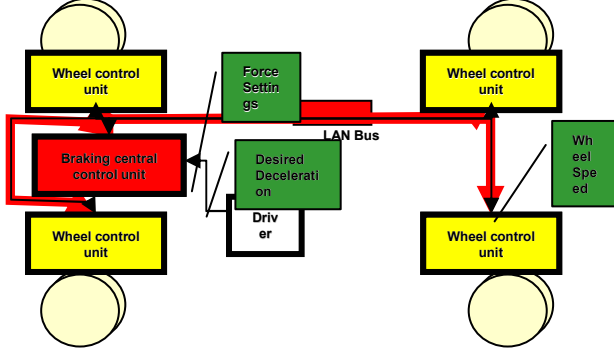 Wheel control
unit
Force
Settin
gs
Wheel control
unit
LAN Bus
Braking central
control unit
Desired
Decelerati
on
Wh
eel
Spe
ed
Driv
er
Wheel control
unit
Wheel control
unit